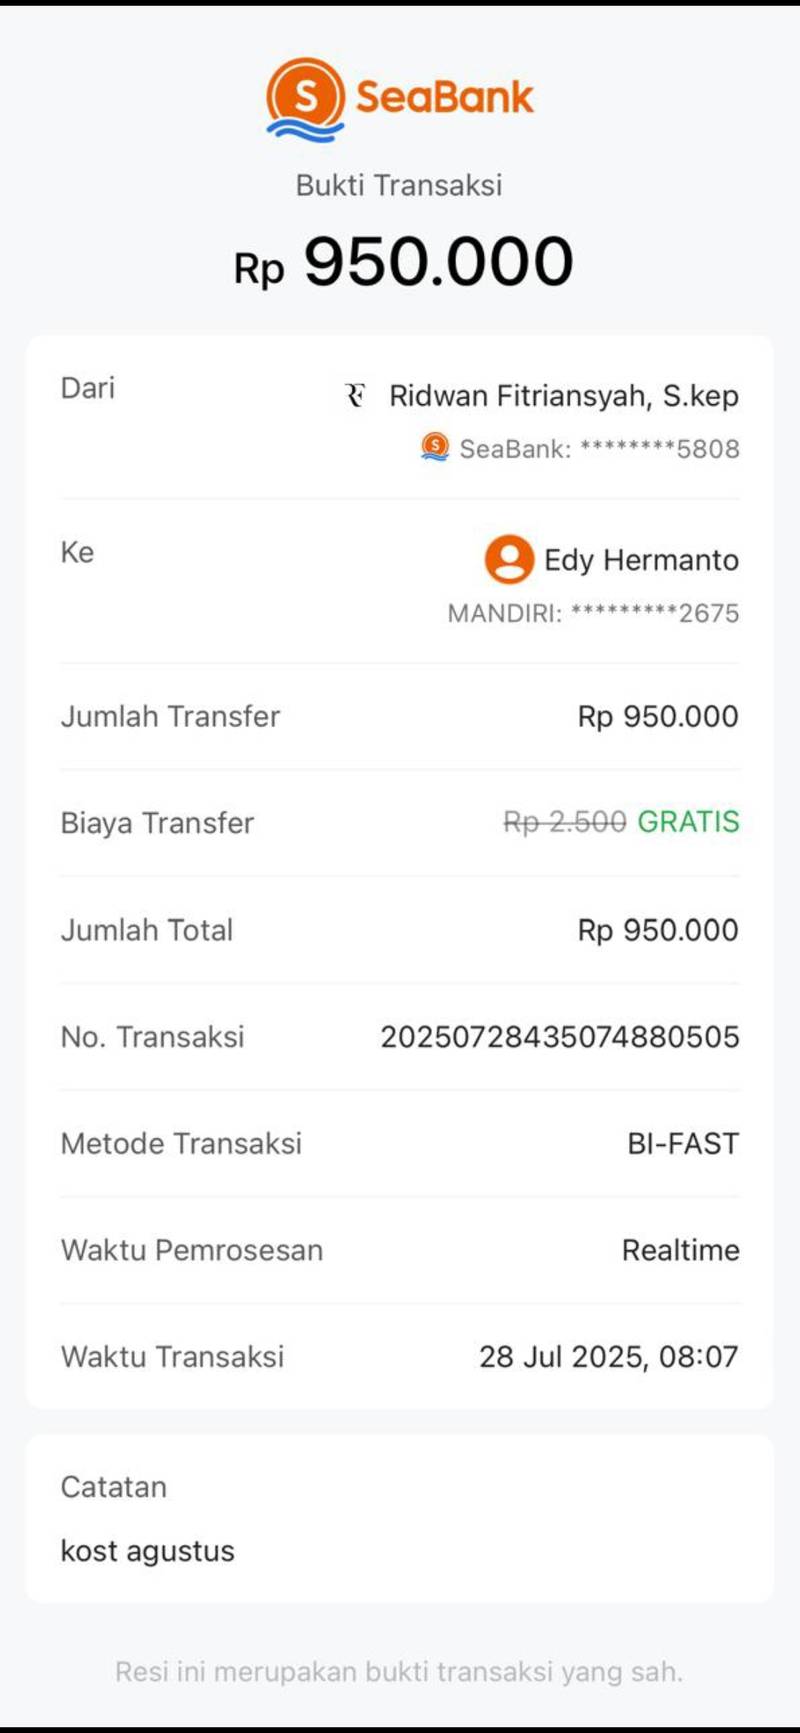 SeaBank
Bukti Transaksi
Rp 950.000
Dari
Ridwan Fitriansyah, S.kep
SeaBank: ********5808
Ke
Edy Hermanto
MANDIRI: *********2675
Jumlah Transfer
Rp 950.000
Biaya Transfer
Rp 2.500 GRATIS
Jumlah Total
Rp 950.000
No. Transaksi
20250728435074880505
Metode Transaksi
BI-FAST
Waktu Pemrosesan
Realtime
Waktu Transaksi
28 Jul 2025, 08:07
Catatan
kost agustus
Resi ini merupakan bukti transaksi yang sah.